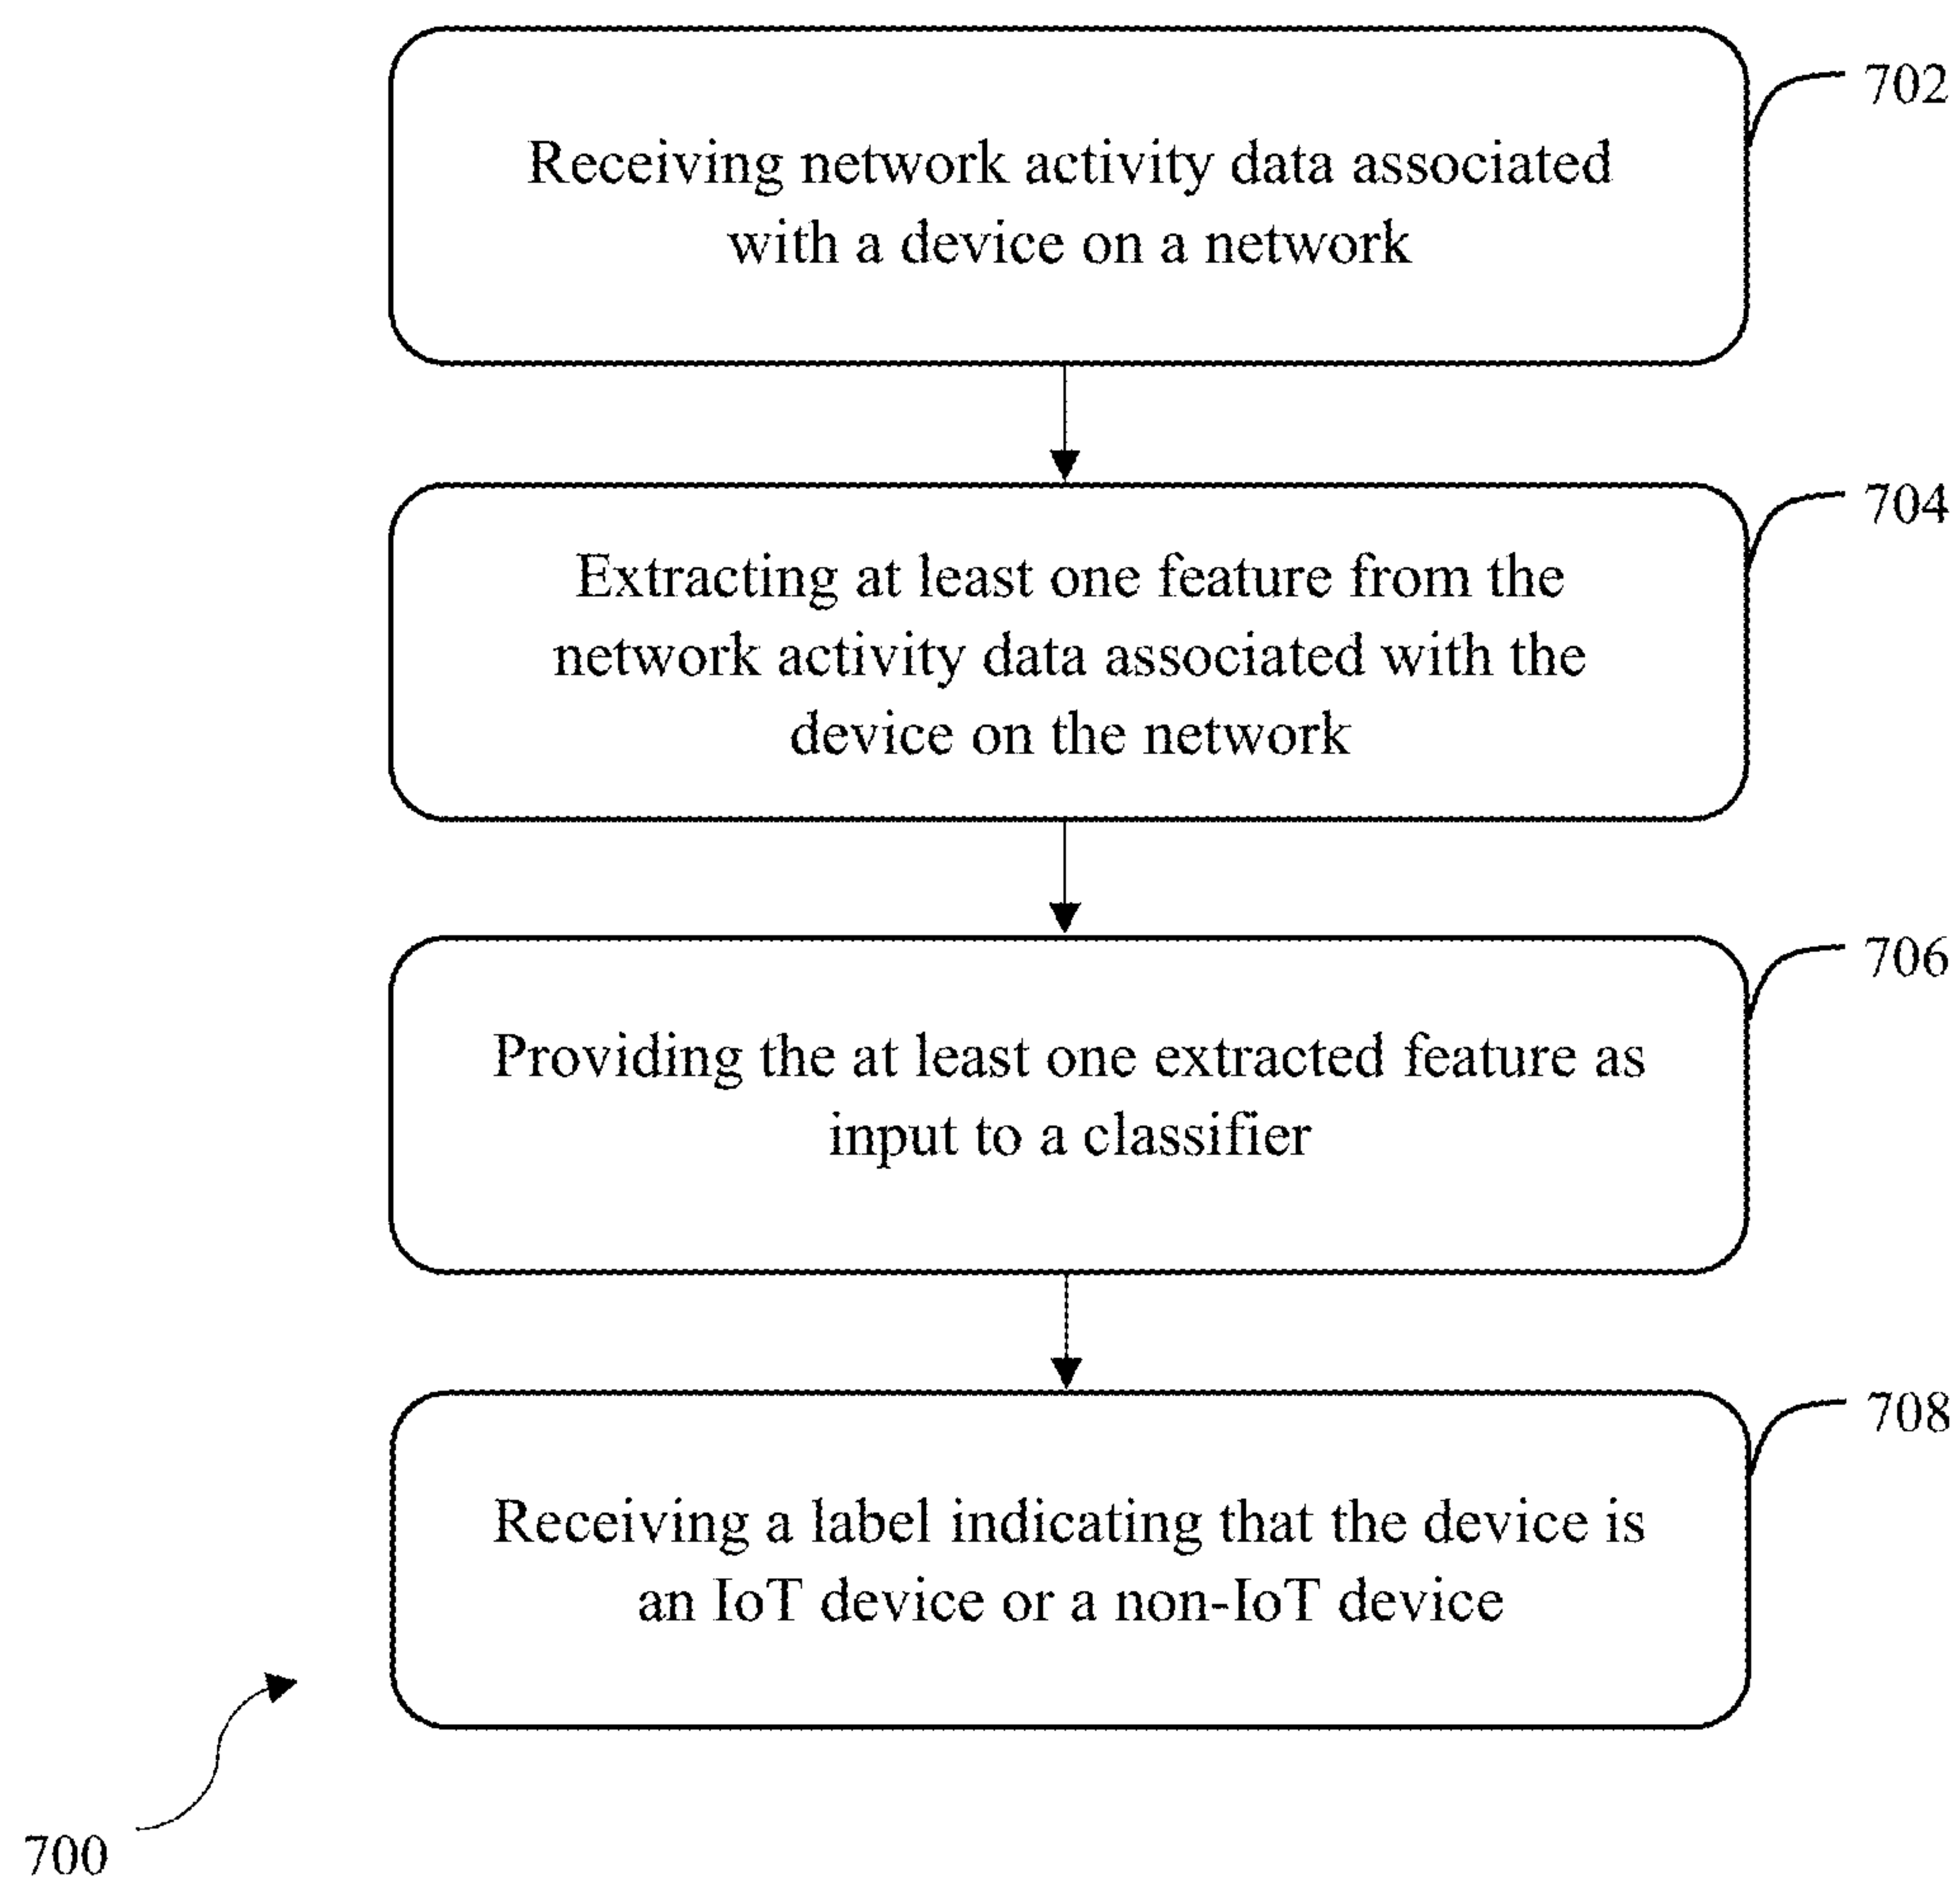 702
Receiving network activity data associated
with a device on a network
704
Extracting at least one feature from the
network activity data associated with the
device on the network
706
Providing the at least one extracted feature as
input to a classifier
708
Receiving a label indicating that the device is
an IoT device or a non-IoT device
700